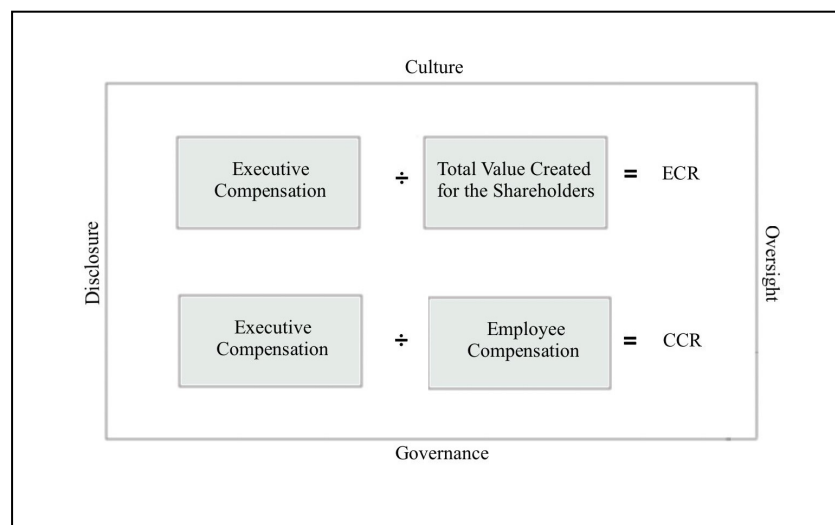 Culture
Executive
Compensation
÷
Total Value Created
for the Shareholders
= ECR
Disclosure
Oversight
Executive
Compensation
÷
Employee
Compensation
= CCR
Governance